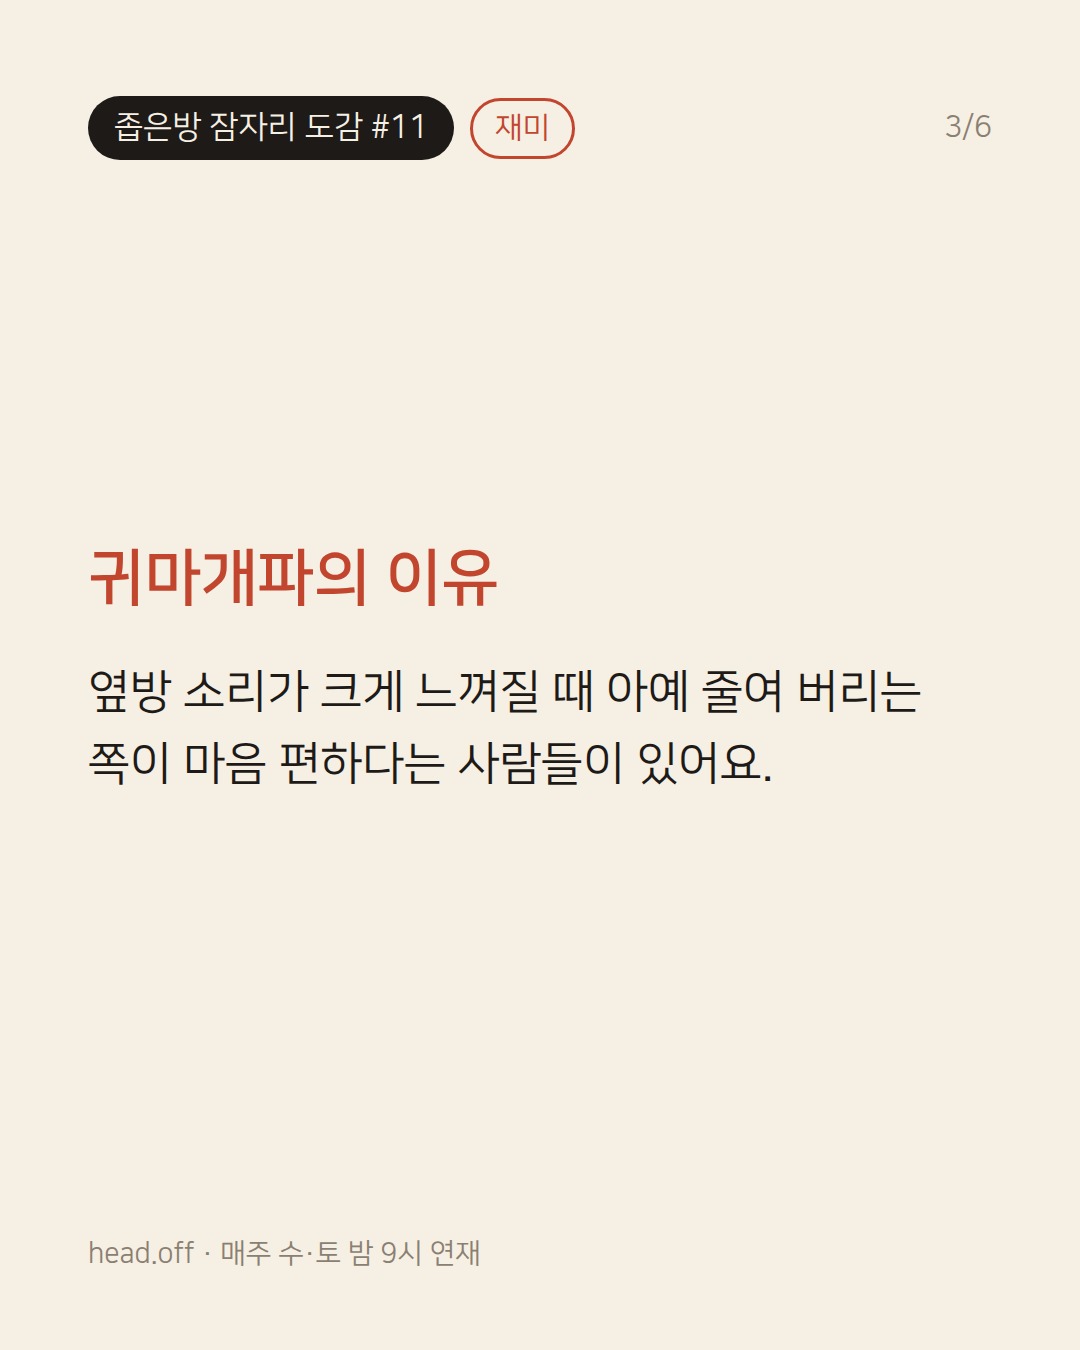 좁은방 잠자리 도감 #11
재미
3/6
귀마개파의 이유
옆방 소리가 크게 느껴질 때 아예 줄여 버리는
쪽이 마음 편하다는 사람들이 있어요.
head.off · 매주 수·토 밤 9시 연재